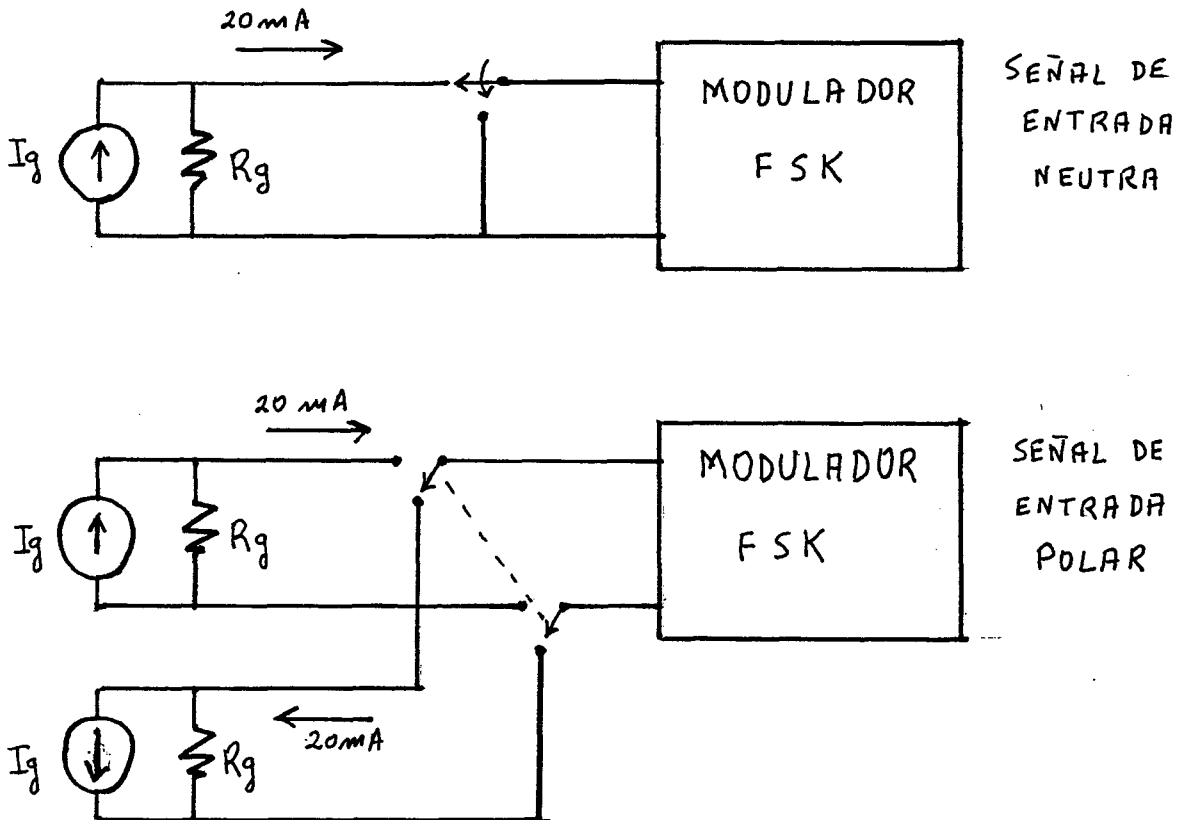 20 mA
Ig
Rg
MODULADOR
FSK
SEÑAL DE
ENTRADA
NEUTRA
20 mA
Ig
Rg
MODULADOR
FSK
SEÑAL DE
ENTRADA
POLAR
20mA
Ig
Rg